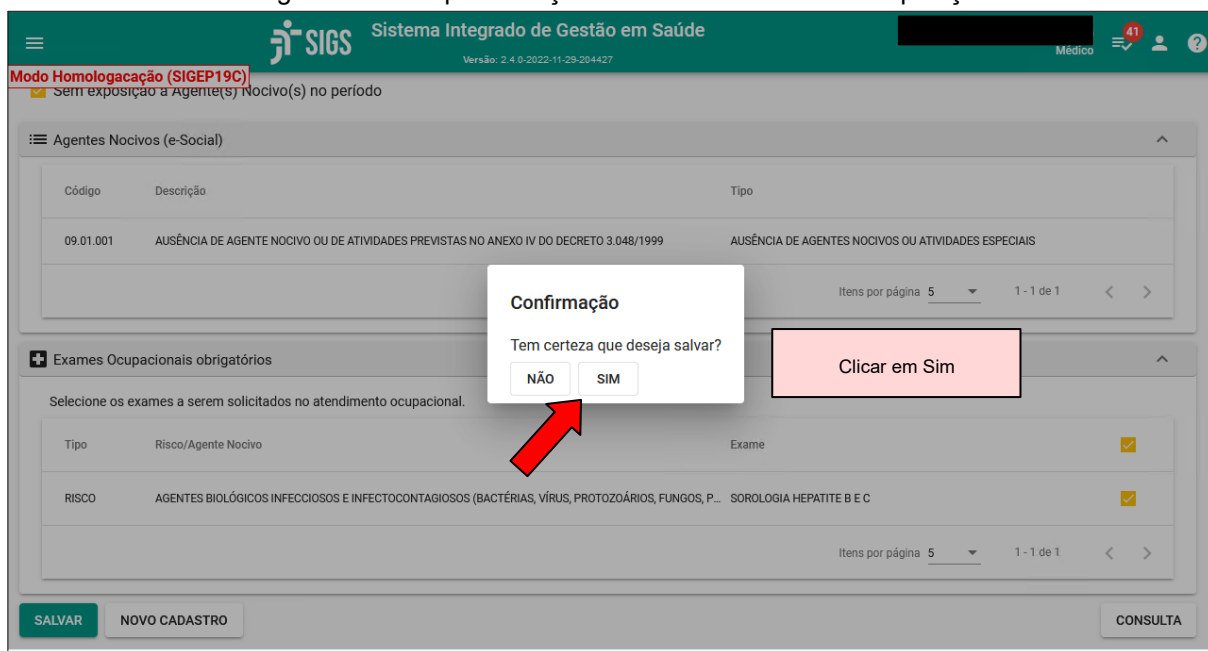 SIGS
Sistema Integrado de Gestão em Saúde
Versão: 2.4.0-2022-11-29-204427
Médico
41
Modo Homologacação (SIGEP19C)
Sem exposição a Agente(s) Nocivo(s) no período
Agentes Nocivos (e-Social)
Código Descrição Tipo
09.01.001 AUSÊNCIA DE AGENTE NOCIVO OU DE ATIVIDADES PREVISTAS NO ANEXO IV DO DECRETO 3.048/1999 AUSÊNCIA DE AGENTES NOCIVOS OU ATIVIDADES ESPECIAIS
Itens por página 5 1 - 1 de 1
Confirmação
Tem certeza que deseja salvar?
NÃO SIM
Clicar em Sim
Exames Ocupacionais obrigatórios
Selecione os exames a serem solicitados no atendimento ocupacional.
Tipo Risco/Agente Nocivo Exame
RISCO AGENTES BIOLÓGICOS INFECCIOSOS E INFECTOCONTAGIOSOS (BACTÉRIAS, VÍRUS, PROTOZOÁRIOS, FUNGOS, P... SOROLOGIA HEPATITE B E C
Itens por página 5 1 - 1 de 1
SALVAR NOVO CADASTRO CONSULTA